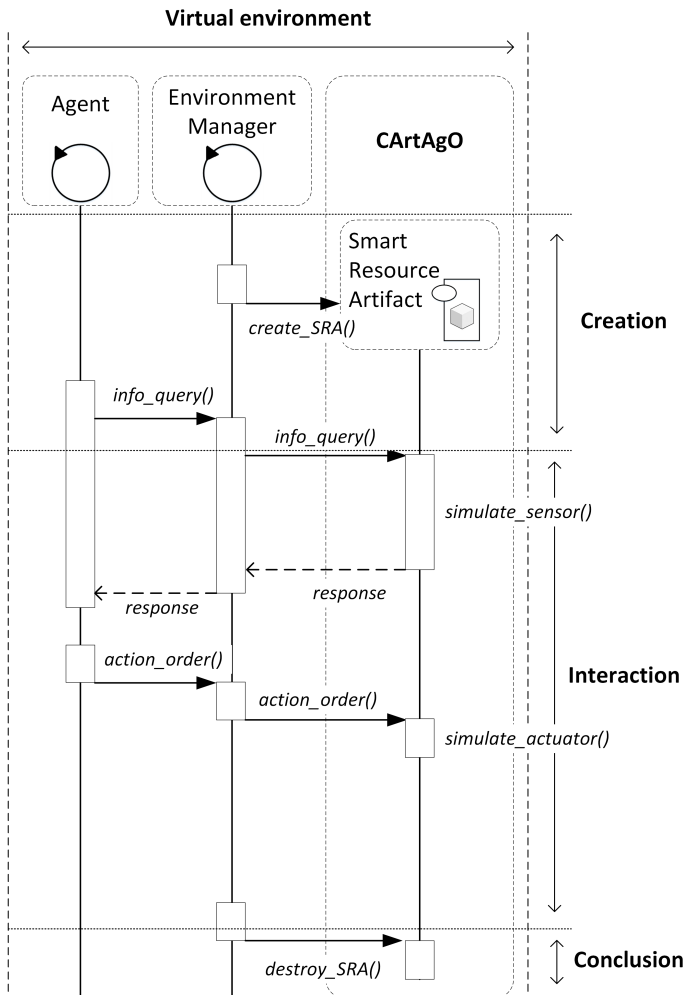 Virtual environment
Agent
Environment
Manager
CArtAgO
Smart
Resource
Artifact
create_SRA()
Creation
info_query()
info_query()
simulate_sensor()
response
response
action_order()
Interaction
action_order()
simulate_actuator()
destroy_SRA()
Conclusion